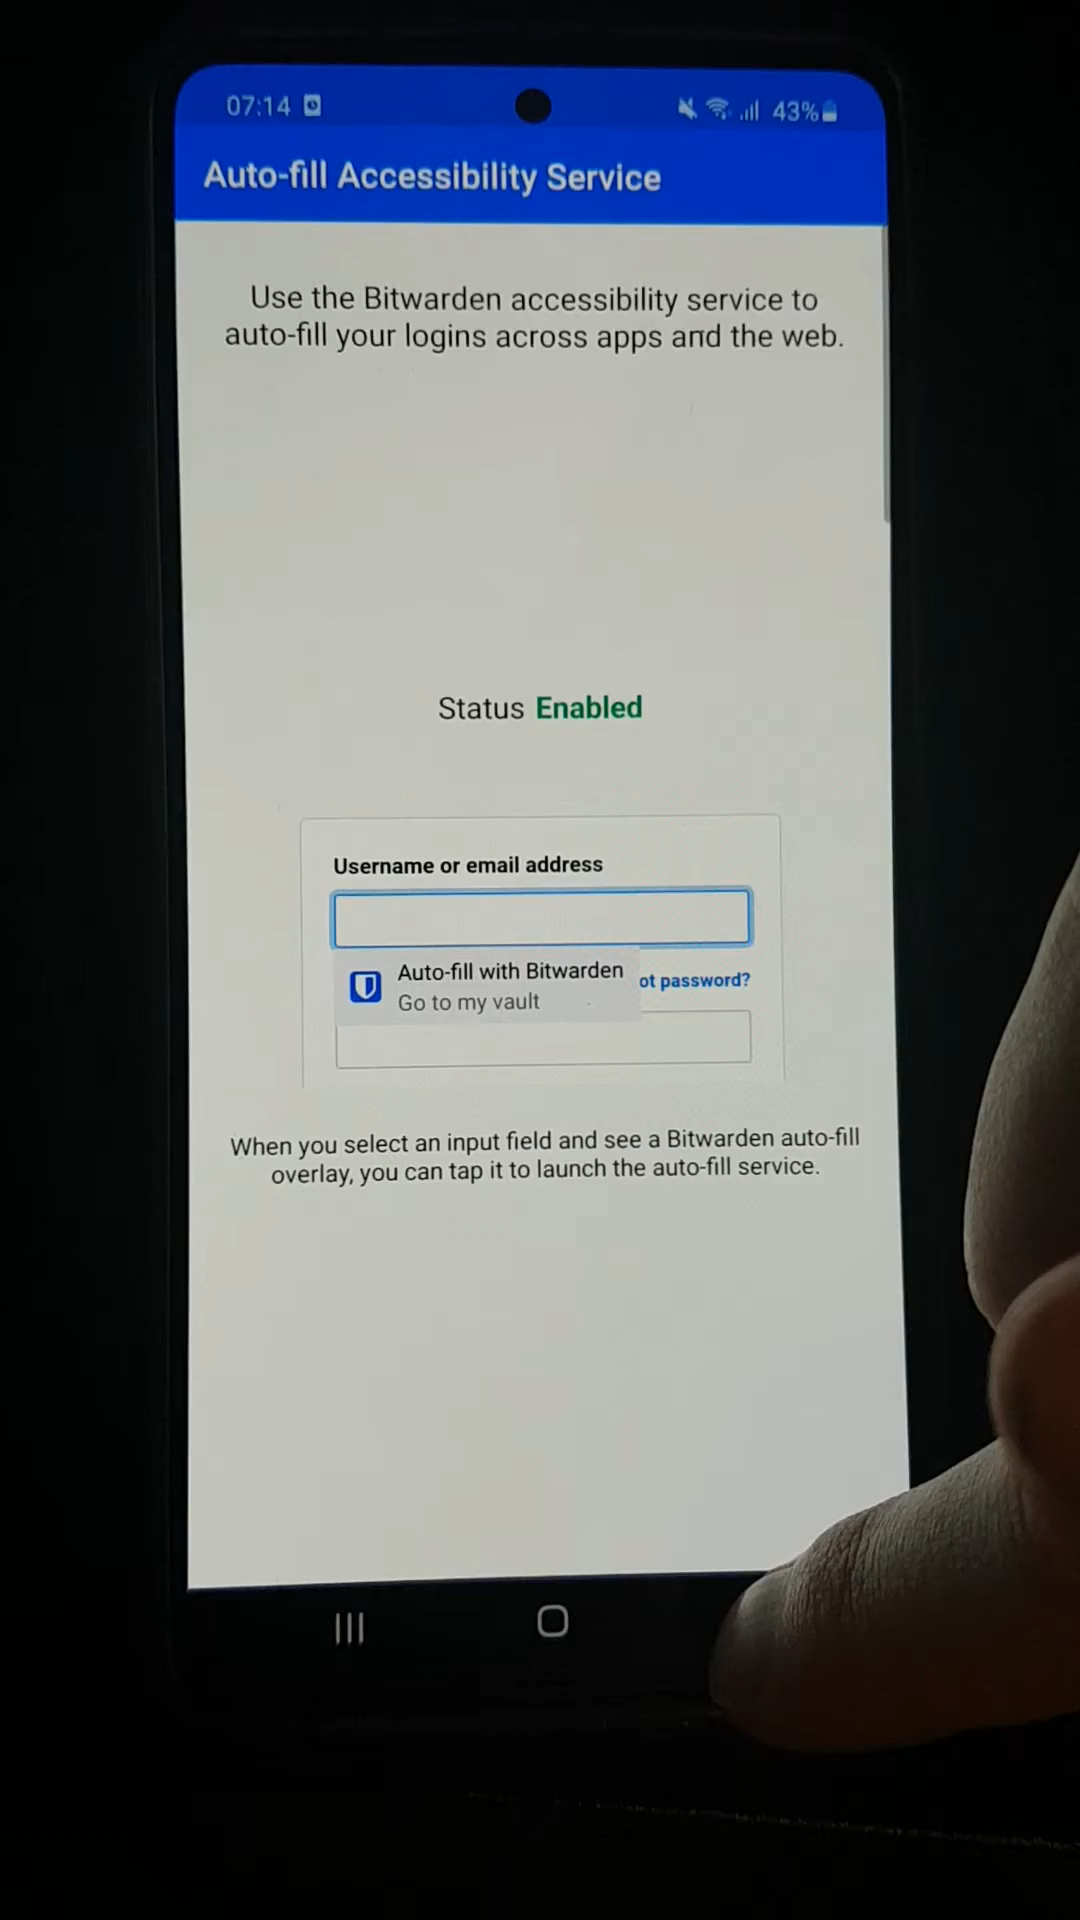 07:14
43%
Auto-fill Accessibility Service
Use the Bitwarden accessibility service to
auto-fill your logins across apps and the web.
Status Enabled
Username or email address
Auto-fill with Bitwarden
ot password?
Go to my vault
When you select an input field and see a Bitwarden auto-fill
overlay, you can tap it to launch the auto-fill service.